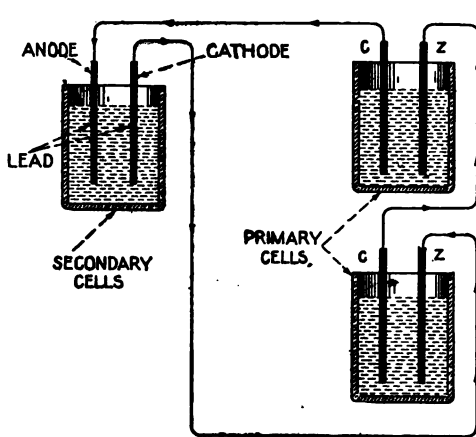 ANODE
CATHODE
C Z
LEAD
SECONDARY
CELLS
PRIMARY
CELLS.
C Z